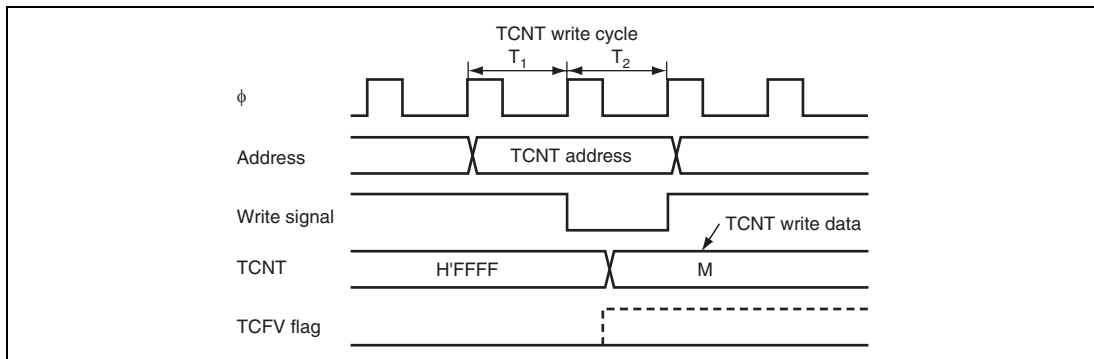 TCNT write cycle
T1 T2
ϕ
Address
TCNT address
Write signal
TCNT write data
TCNT
H'FFFF
M
TCFV flag